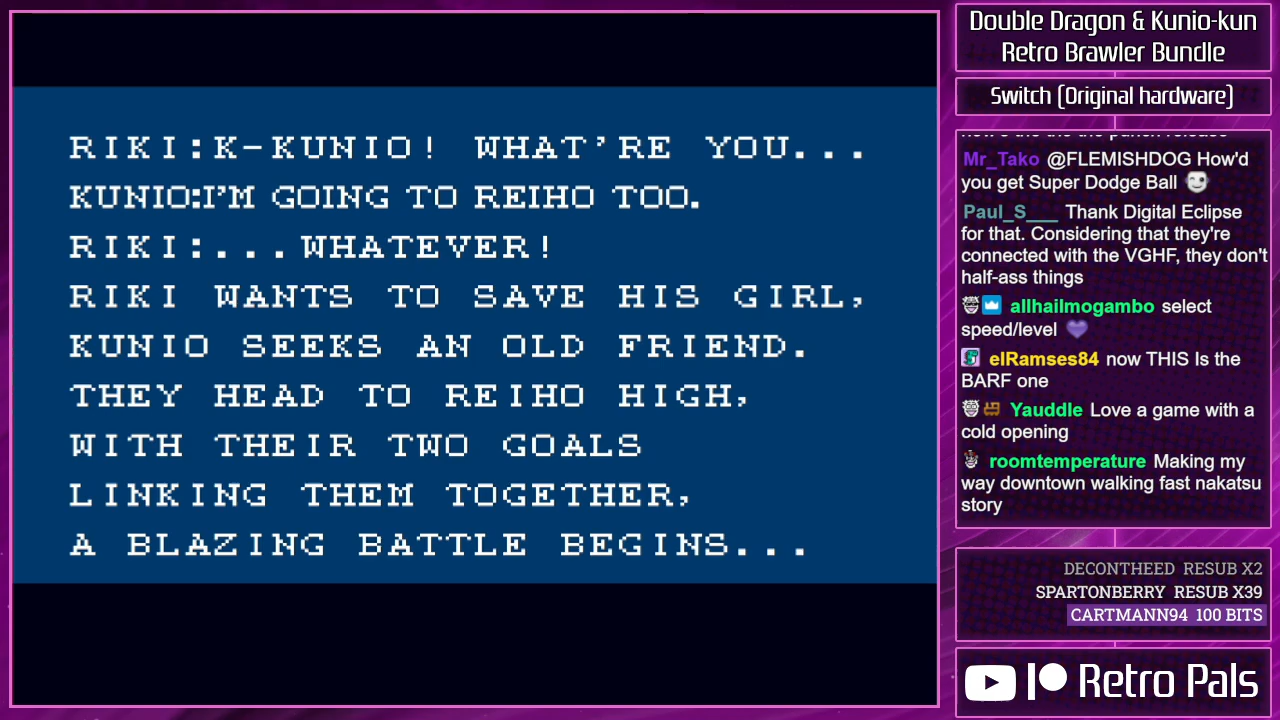 RIKI:K-KUNIO! WHAT'RE YOU...
KUNIO:I'M GOING TO REIHO TOO.
RIKI:...WHATEVER!
RIKI WANTS TO SAVE HIS GIRL,
KUNIO SEEKS AN OLD FRIEND.
THEY HEAD TO REIHO HIGH,
WITH THEIR TWO GOALS
LINKING THEM TOGETHER,
A BLAZING BATTLE BEGINS...
Double Dragon & Kunio-kun
Retro Brawler Bundle
Switch (Original hardware)
Mr_Tako @FLEMISHDOG How'd
you get Super Dodge Ball
Paul_S___ Thank Digital Eclipse
for that. Considering that they're
connected with the VGHF, they don't
half-ass things
allhailmogambo select
speed/level
elRamses84 now THIS Is the
BARF one
Yauddle Love a game with a
cold opening
roomtemperature Making my
way downtown walking fast nakatsu
story
DECONTHEED RESUB X2
SPARTONBERRY RESUB X39
CARTMANN94 100 BITS
Retro Pals